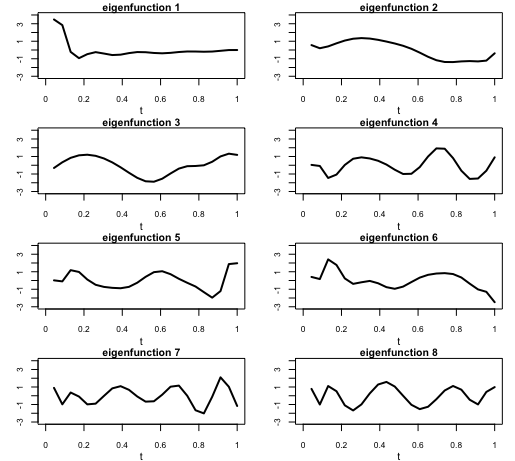 eigenfunction 1
3
1
-1
-3
0 0.2 0.4 0.6 0.8 1
t
eigenfunction 2
3
1
-1
-3
0 0.2 0.4 0.6 0.8 1
t
eigenfunction 3
3
1
-1
-3
0 0.2 0.4 0.6 0.8 1
t
eigenfunction 4
3
1
-1
-3
0 0.2 0.4 0.6 0.8 1
t
eigenfunction 5
3
1
-1
-3
0 0.2 0.4 0.6 0.8 1
t
eigenfunction 6
3
1
-1
-3
0 0.2 0.4 0.6 0.8 1
t
eigenfunction 7
3
1
-1
-3
0 0.2 0.4 0.6 0.8 1
t
eigenfunction 8
3
1
-1
-3
0 0.2 0.4 0.6 0.8 1
t